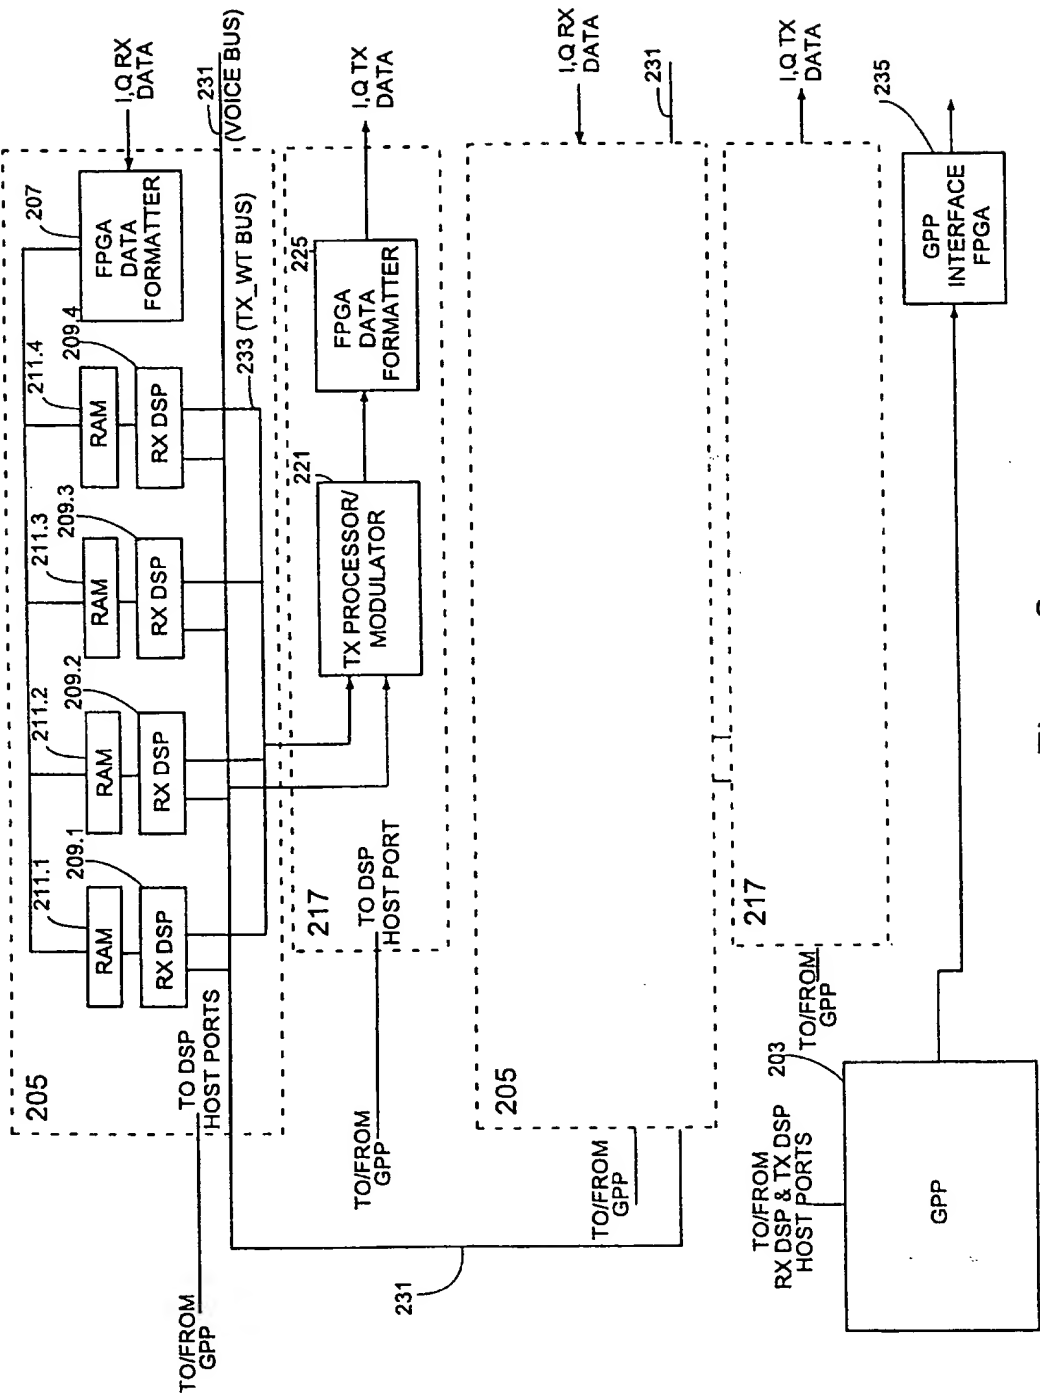 TO/FROM
GPP
205
TO DSP
HOST PORTS
211.1
RAM
209.1
RX DSP
211.2
RAM
209.2
RX DSP
211.3
RAM
209.3
RX DSP
211.4
RAM
209.4
RX DSP
207
FPGA
DATA
FORMATTER
I,Q RX
DATA
231
(VOICE BUS)
233 (TX_WT BUS)
TO/FROM
GPP
217
TO DSP
HOST PORT
221
TX PROCESSOR/
MODULATOR
225
FPGA
DATA
FORMATTER
I,Q TX
DATA
231
TO/FROM
GPP
205
I,Q RX
DATA
231
TO/FROM
GPP
217
I,Q TX
DATA
TO/FROM
RX DSP & TX DSP
HOST PORTS
203
GPP
GPP
INTERFACE
FPGA
235